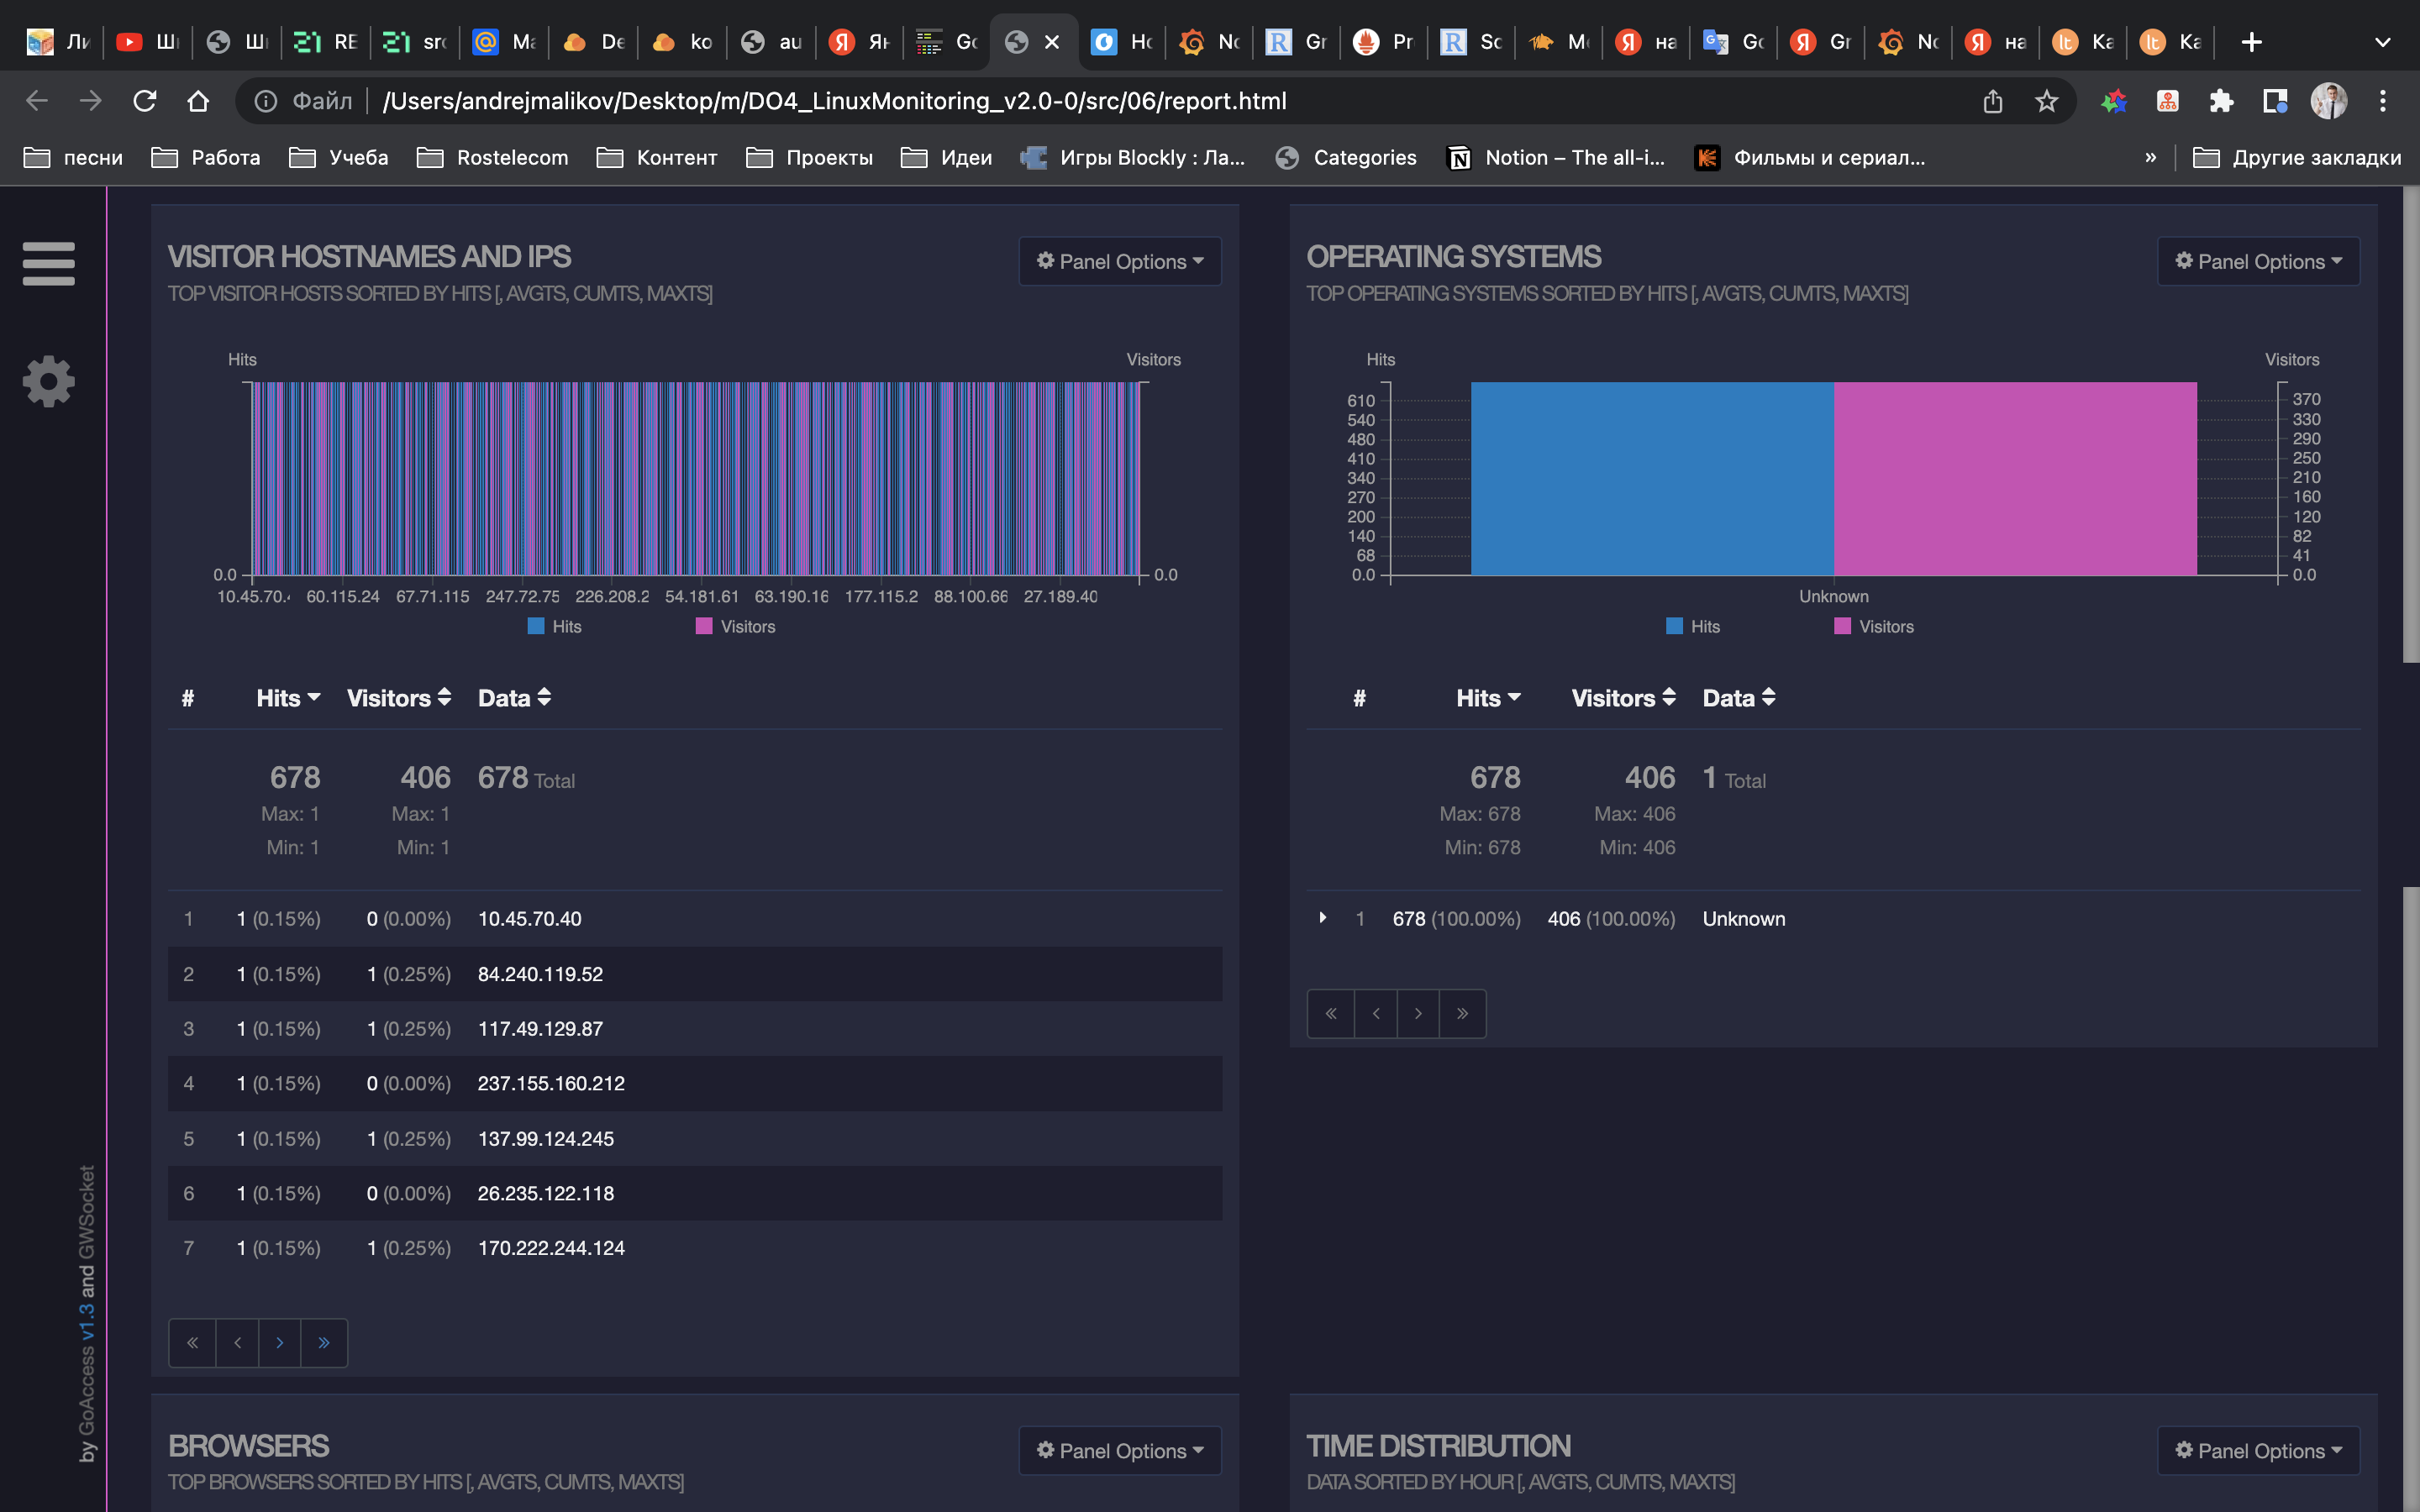 Ли Ші Ші RE src Ма De ko au Ян Go Но No Gr Pr Sc Mo на Go Gr No на Ка Ка
Файл /Users/andrejmalikov/Desktop/m/DO4_LinuxMonitoring_v2.0-0/src/06/report.html
песни Работа Учеба Rostelecom Контент Проекты Идеи Игры Blockly : Ла... Categories Notion – The all-i... Фильмы и сериал... » Другие закладки
VISITOR HOSTNAMES AND IPS
Panel Options
TOP VISITOR HOSTS SORTED BY HITS [, AVGTS, CUMTS, MAXTS]
Hits Visitors
0.0 0.0
10.45.70.4 60.115.24 67.71.115 247.72.75 226.208.2 54.181.61 63.190.16 177.115.2 88.100.66 27.189.40
Hits Visitors
# Hits Visitors Data
678 406 678 Total
Max: 1 Max: 1
Min: 1 Min: 1
1 1 (0.15%) 0 (0.00%) 10.45.70.40
2 1 (0.15%) 1 (0.25%) 84.240.119.52
3 1 (0.15%) 1 (0.25%) 117.49.129.87
4 1 (0.15%) 0 (0.00%) 237.155.160.212
5 1 (0.15%) 1 (0.25%) 137.99.124.245
6 1 (0.15%) 0 (0.00%) 26.235.122.118
7 1 (0.15%) 1 (0.25%) 170.222.244.124
« ‹ › »
OPERATING SYSTEMS
Panel Options
TOP OPERATING SYSTEMS SORTED BY HITS [, AVGTS, CUMTS, MAXTS]
Hits Visitors
610 370
540 330
480 290
410 250
340 210
270 160
200 120
140 82
68 41
0.0 0.0
Unknown
Hits Visitors
# Hits Visitors Data
678 406 1 Total
Max: 678 Max: 406
Min: 678 Min: 406
1 678 (100.00%) 406 (100.00%) Unknown
« ‹ › »
BROWSERS
Panel Options
TOP BROWSERS SORTED BY HITS [, AVGTS, CUMTS, MAXTS]
TIME DISTRIBUTION
Panel Options
DATA SORTED BY HOUR [, AVGTS, CUMTS, MAXTS]
by GoAccess v1.3 and GWSocket